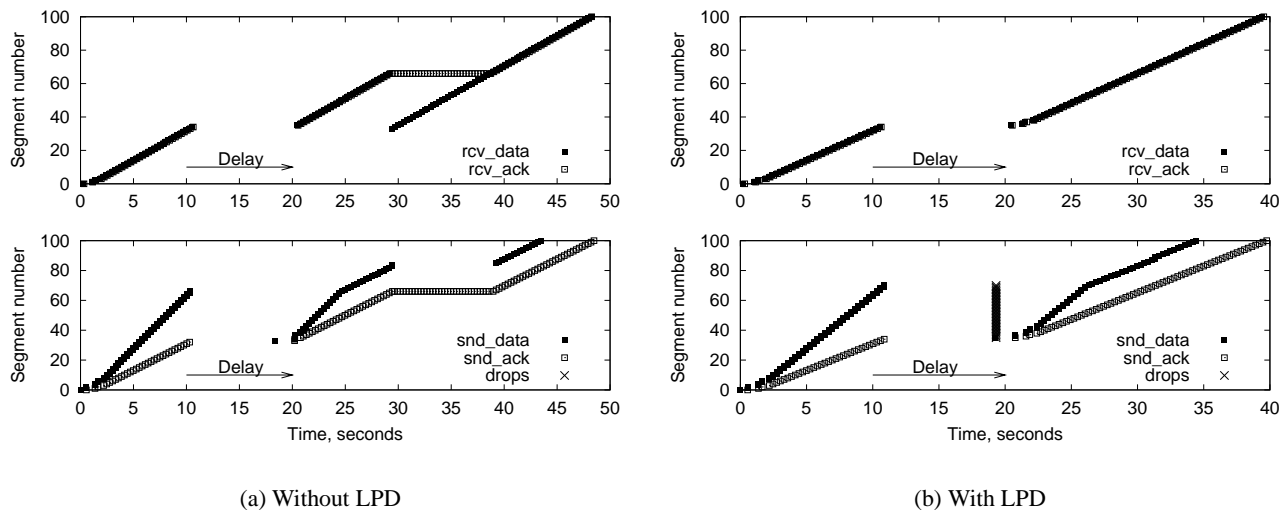 Segment number
100
80
60
40
20
0
Delay
rcv_data
rcv_ack
0 5 10 15 20 25 30 35 40 45 50
Segment number
100
80
60
40
20
0
Delay
snd_data
snd_ack
drops
0 5 10 15 20 25 30 35 40 45 50
Time, seconds
(a) Without LPD
Segment number
100
80
60
40
20
0
Delay
rcv_data
rcv_ack
0 5 10 15 20 25 30 35 40
Segment number
100
80
60
40
20
0
Delay
snd_data
snd_ack
drops
0 5 10 15 20 25 30 35 40
Time, seconds
(b) With LPD